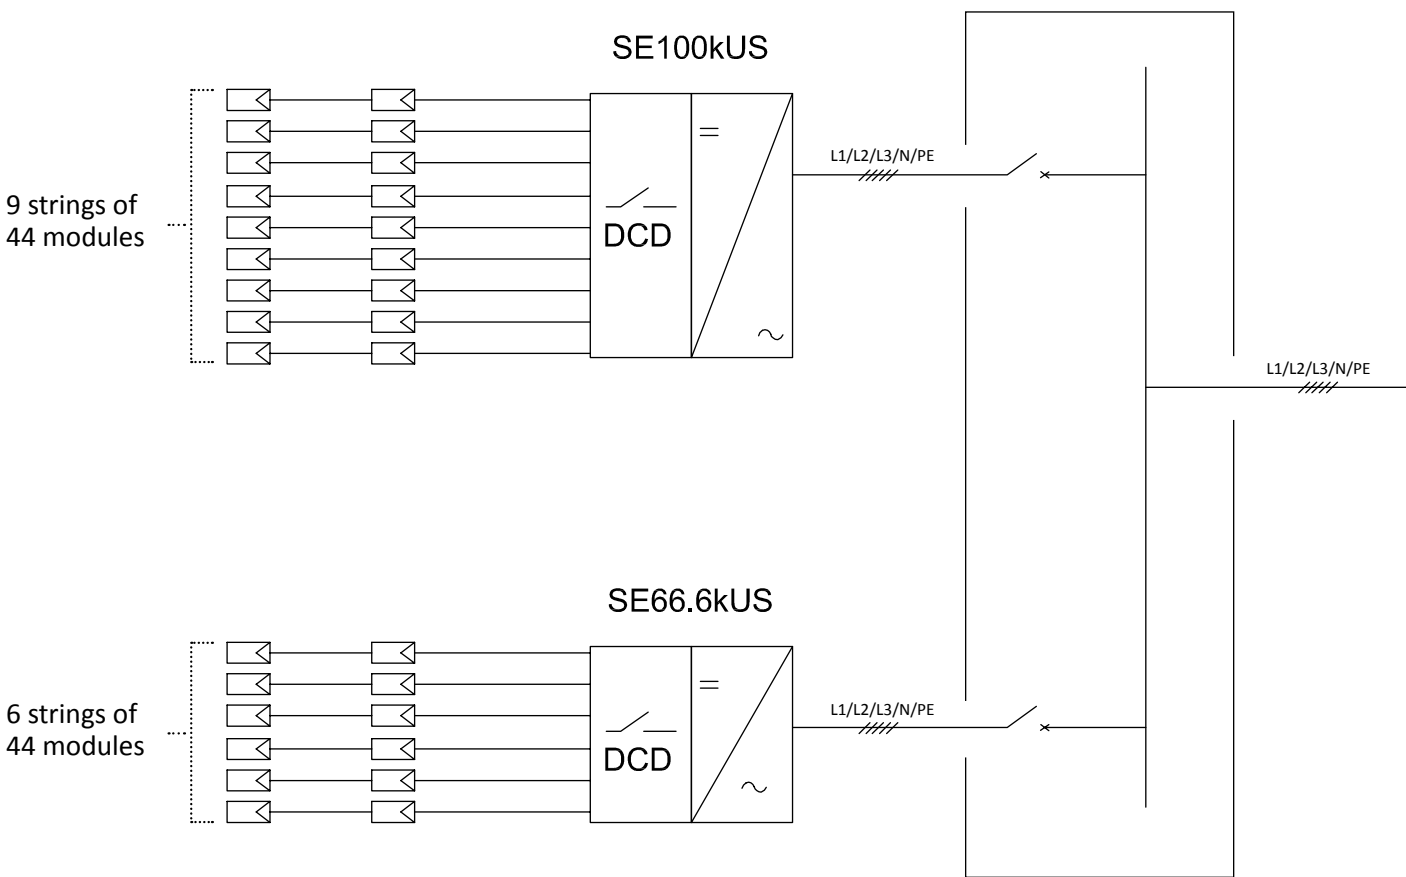 SE100kUS
9 strings of
44 modules
=
DCD
~
L1/L2/L3/N/PE
L1/L2/L3/N/PE
SE66.6kUS
6 strings of
44 modules
=
DCD
~
L1/L2/L3/N/PE